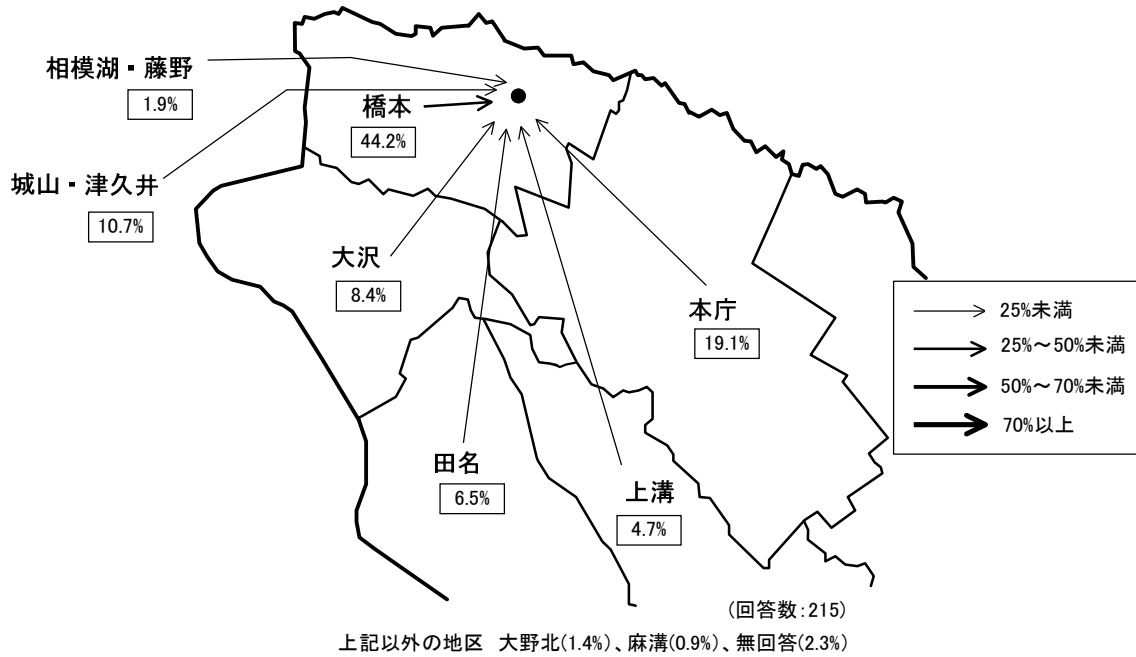 相模湖・藤野
1.9%
橋本
44.2%
城山・津久井
10.7%
大沢
8.4%
本庁
19.1%
田名
6.5%
上溝
4.7%
25%未満
25%～50%未満
50%～70%未満
70%以上
(回答数:215)
上記以外の地区　大野北(1.4%)、麻溝(0.9%)、無回答(2.3%)